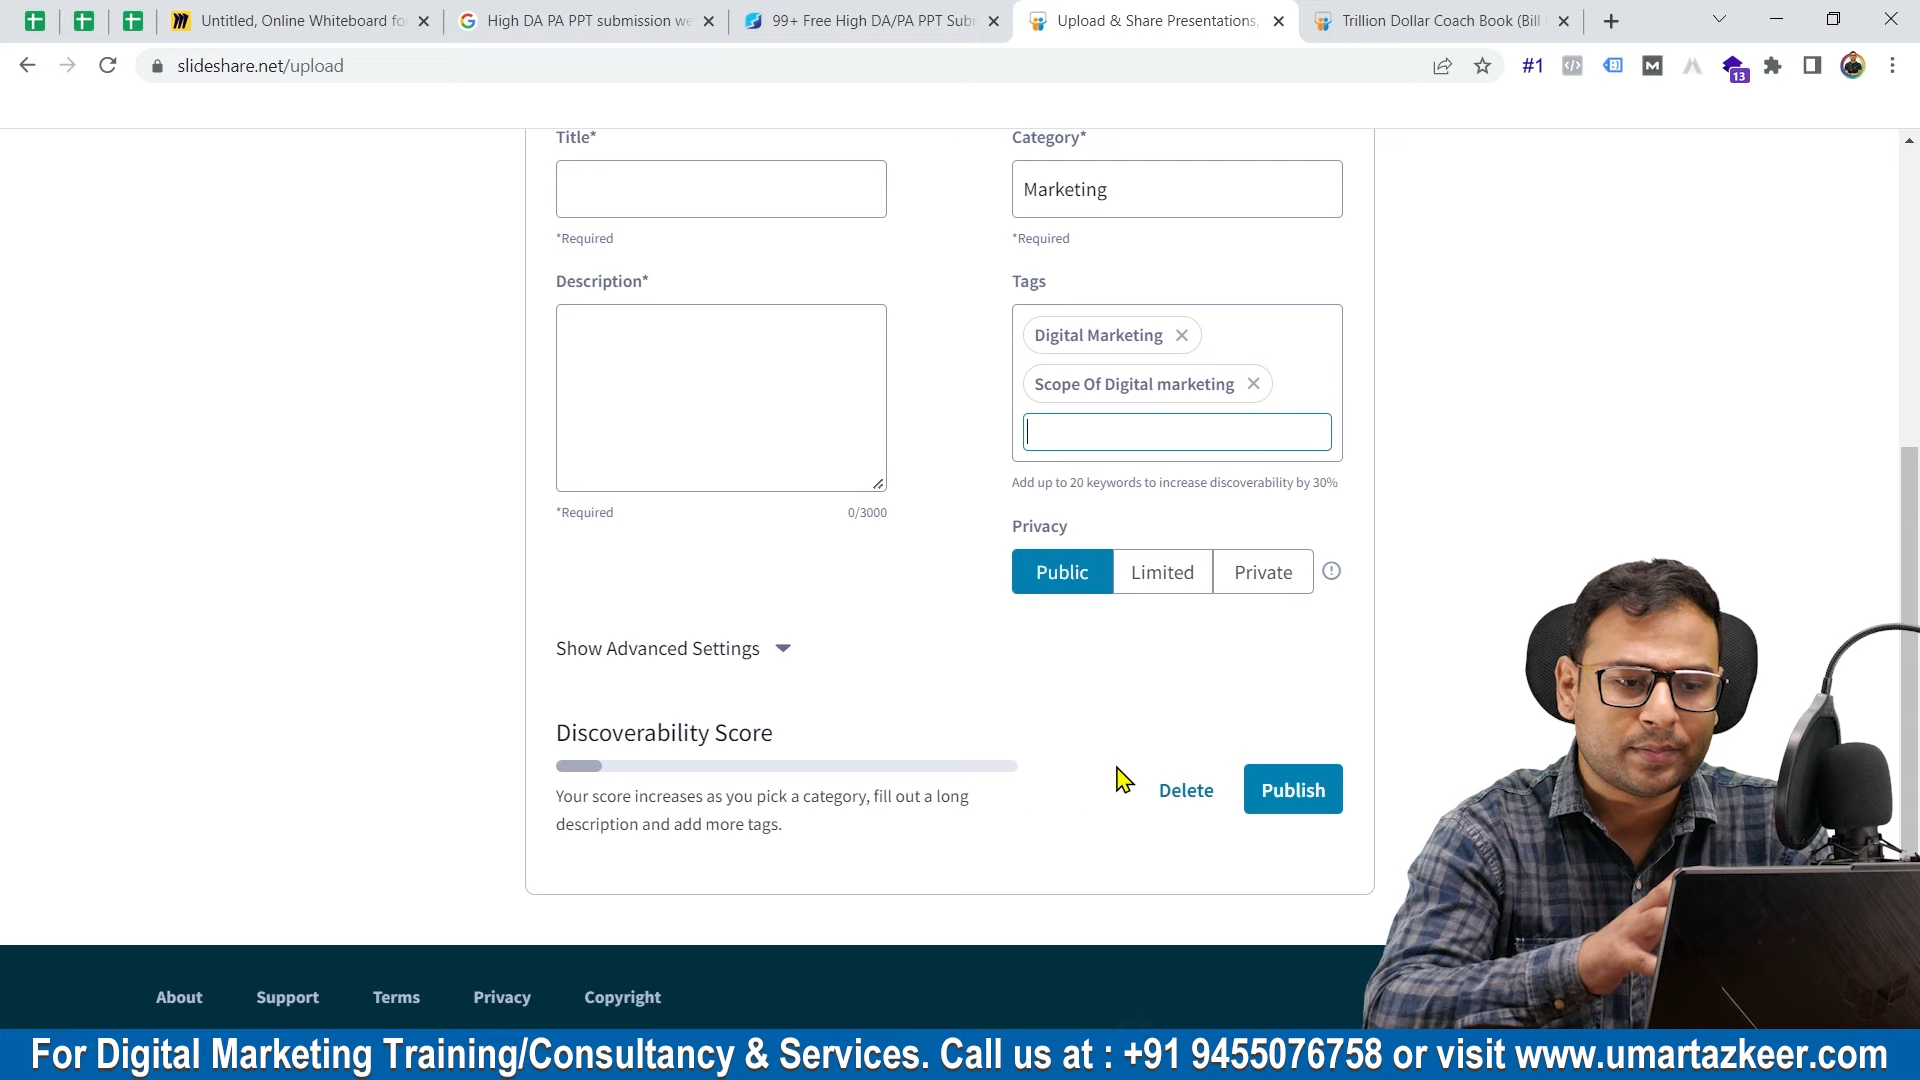 Untitled, Online Whiteboard fo
High DA PA PPT submission we
99+ Free High DA/PA PPT Sub
Upload & Share Presentations,
Trillion Dollar Coach Book (Bill
slideshare.net/upload
#1
13
Title*
Category*
Marketing
*Required
*Required
Description*
Tags
Digital Marketing
Scope Of Digital marketing
Add up to 20 keywords to increase discoverability by 30%
*Required
0/3000
Privacy
Public
Limited
Private
Show Advanced Settings
Discoverability Score
Delete
Publish
Your score increases as you pick a category, fill out a long
description and add more tags.
About
Support
Terms
Privacy
Copyright
For Digital Marketing Training/Consultancy & Services. Call us at : +91 9455076758 or visit www.umartazkeer.com